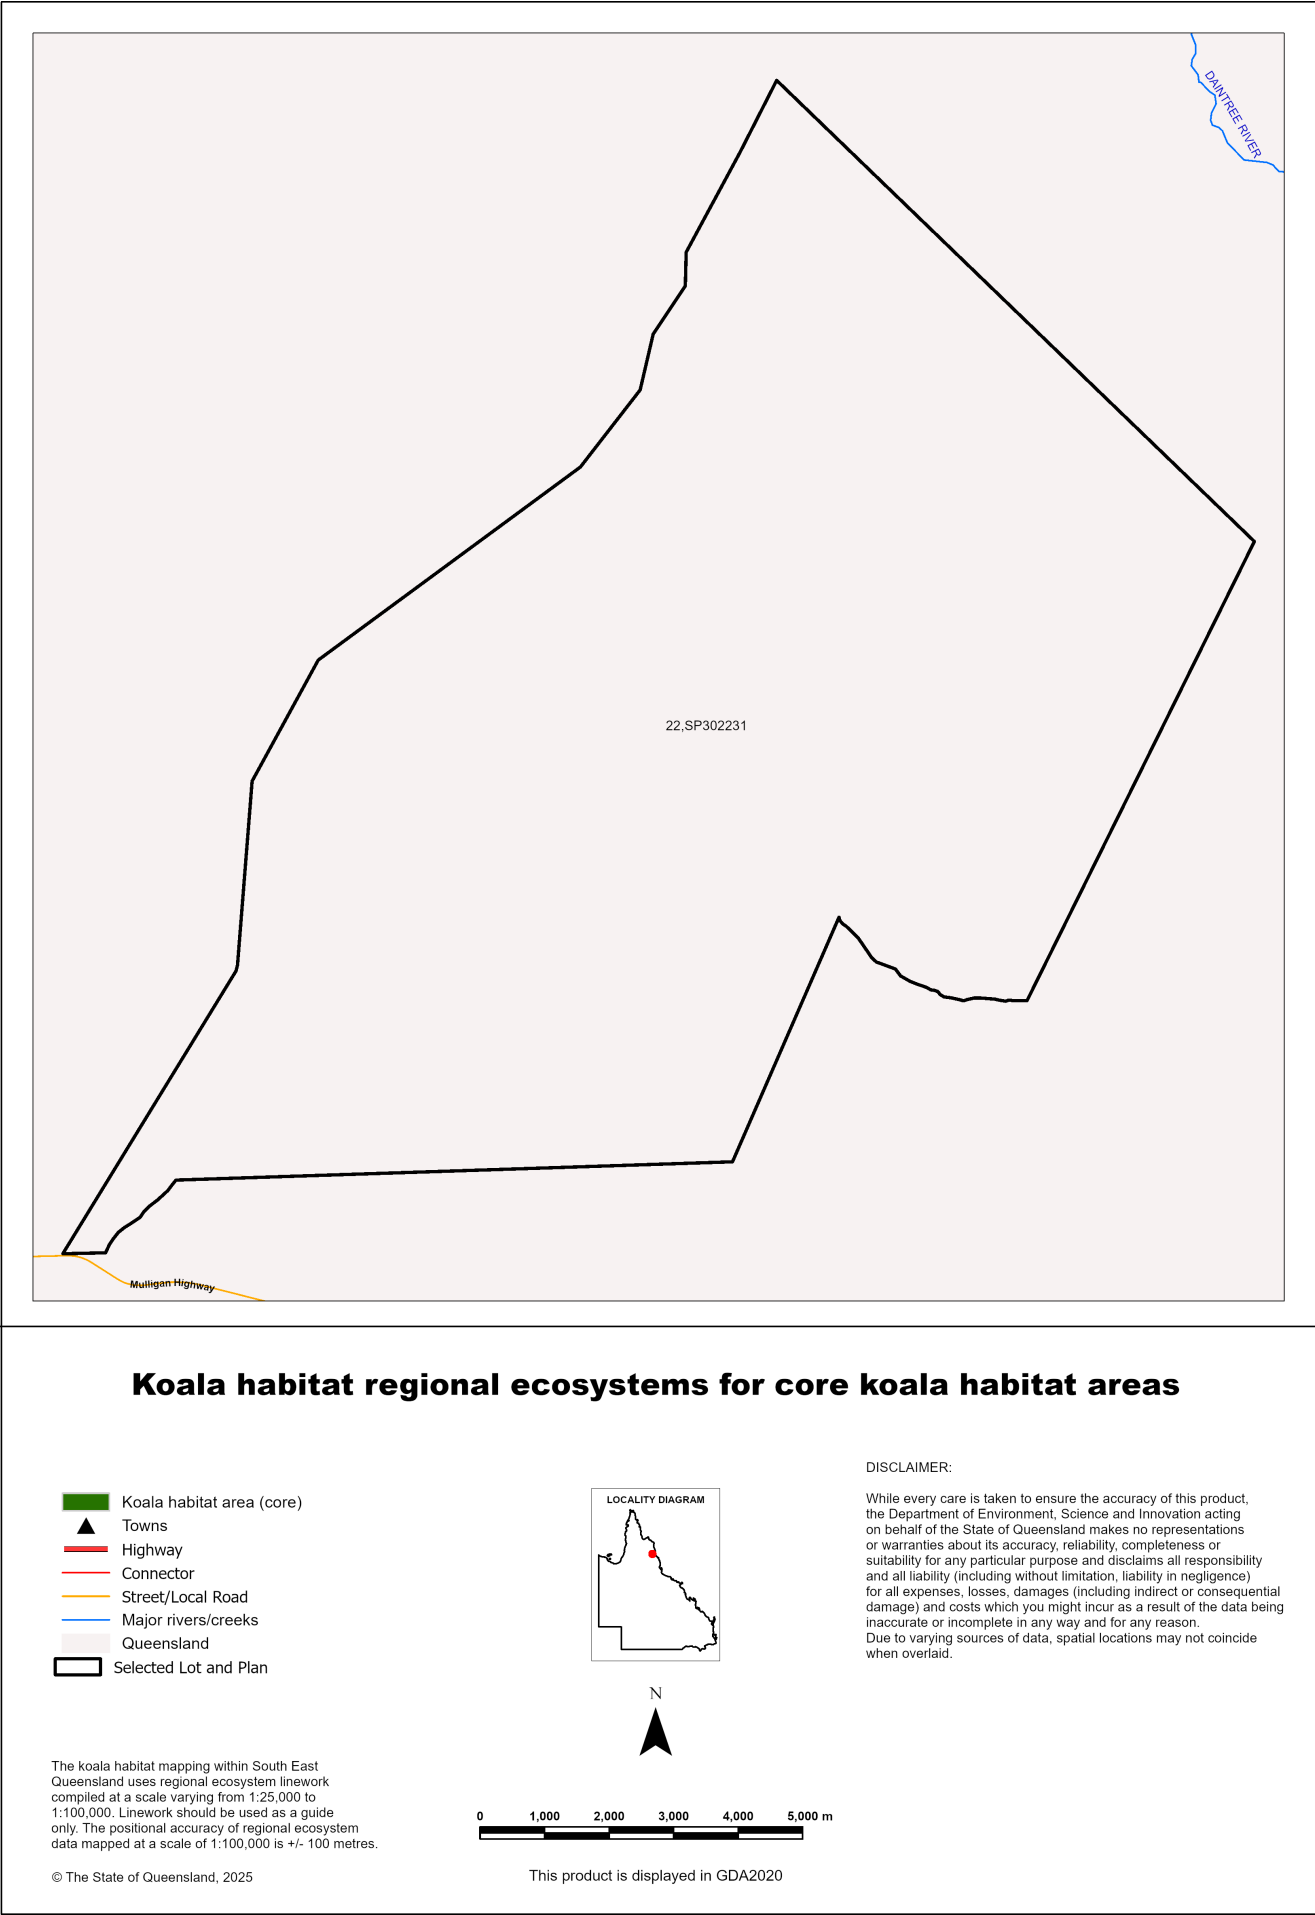 DAINTREE RIVER
22,SP302231
Mulligan Highway
Koala habitat regional ecosystems for core koala habitat areas
Koala habitat area (core)
Towns
Highway
Connector
Street/Local Road
Major rivers/creeks
Queensland
Selected Lot and Plan
The koala habitat mapping within South East
Queensland uses regional ecosystem linework
compiled at a scale varying from 1:25,000 to
1:100,000. Linework should be used as a guide
only. The positional accuracy of regional ecosystem
data mapped at a scale of 1:100,000 is +/- 100 metres.
© The State of Queensland, 2025
LOCALITY DIAGRAM
N
0 1,000 2,000 3,000 4,000 5,000 m
This product is displayed in GDA2020
DISCLAIMER:
While every care is taken to ensure the accuracy of this product,
the Department of Environment, Science and Innovation acting
on behalf of the State of Queensland makes no representations
or warranties about its accuracy, reliability, completeness or
suitability for any particular purpose and disclaims all responsibility
and all liability (including without limitation, liability in negligence)
for all expenses, losses, damages (including indirect or consequential
damage) and costs which you might incur as a result of the data being
inaccurate or incomplete in any way and for any reason.
Due to varying sources of data, spatial locations may not coincide
when overlaid.